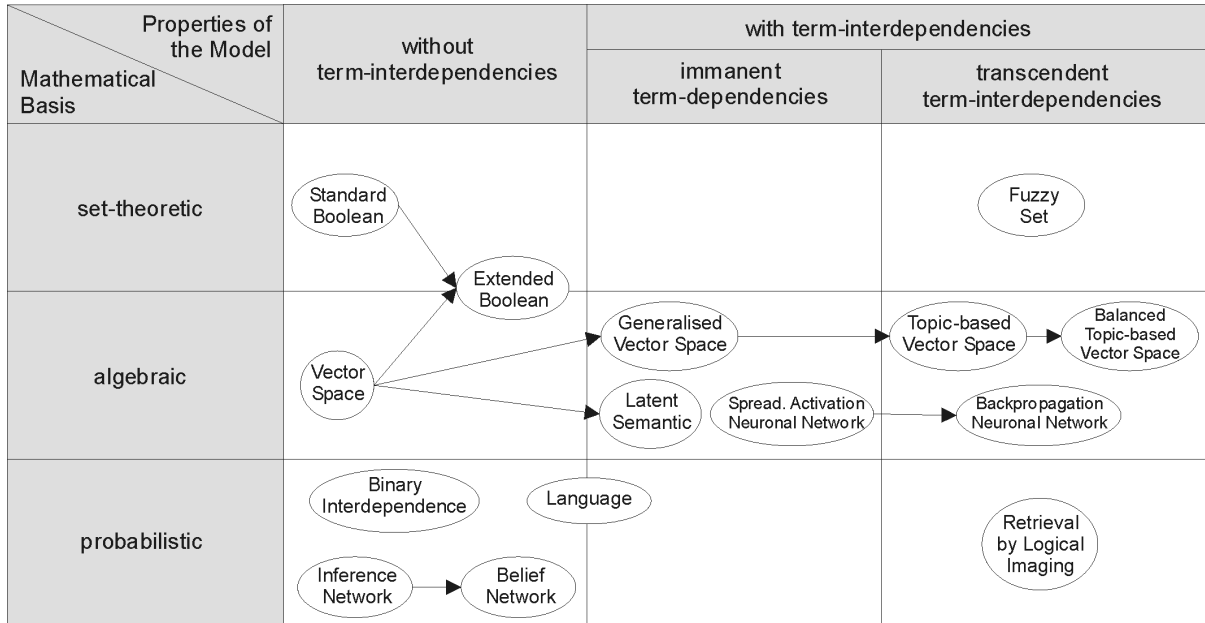 Properties of
the Model
Mathematical
Basis
without
term-interdependencies
with term-interdependencies
immanent
term-dependencies
transcendent
term-interdependencies
set-theoretic
Standard
Boolean
Fuzzy
Set
Extended
Boolean
algebraic
Vector
Space
Generalised
Vector Space
Topic-based
Vector Space
Balanced
Topic-based
Vector Space
Latent
Semantic
Spread. Activation
Neuronal Network
Backpropagation
Neuronal Network
probabilistic
Binary
Interdependence
Language
Retrieval
by Logical
Imaging
Inference
Network
Belief
Network